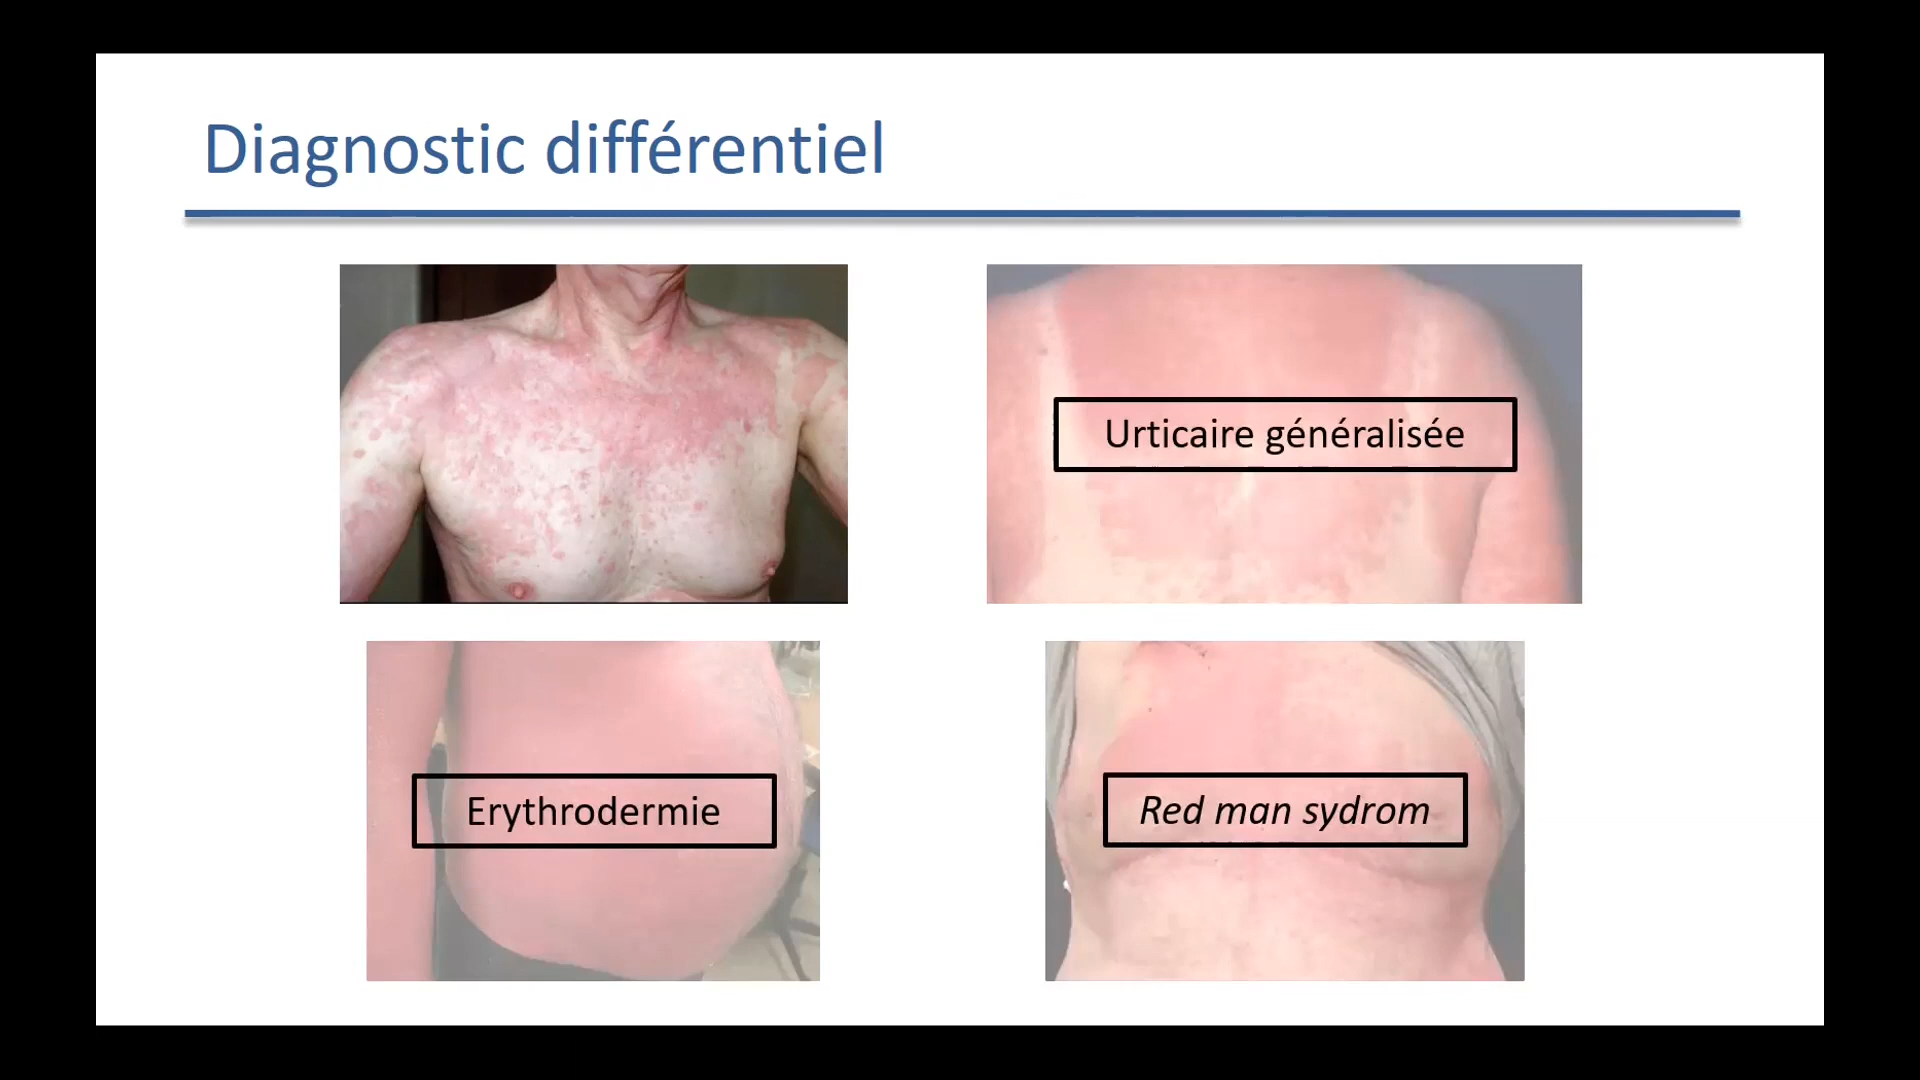 Diagnostic différentiel
Urticaire généralisée
Erythrodermie
Red man sydrom